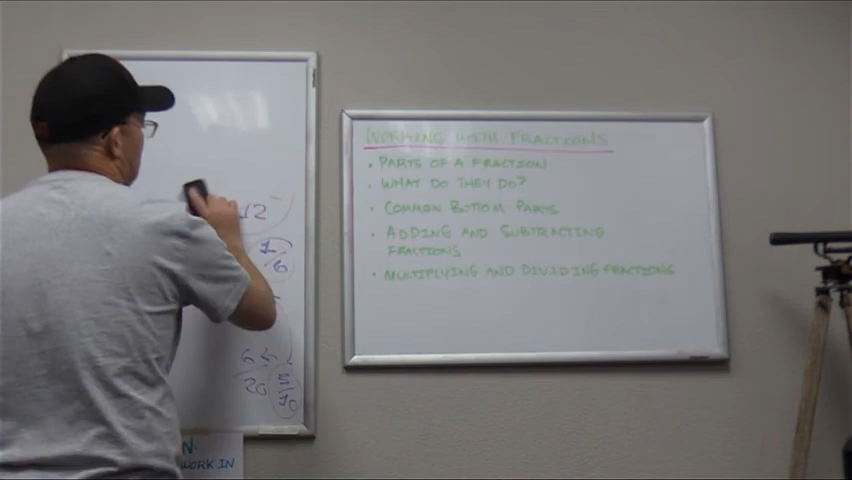 WORKING WITH FRACTIONS
• PARTS OF A FRACTION
• WHAT DO THEY DO?
• COMMON BOTTOM PARTS
• ADDING AND SUBTRACTING
FRACTIONS
• MULTIPLYING AND DIVIDING FRACTIONS
12
1
6
6
20
5
10
N.
WORK IN